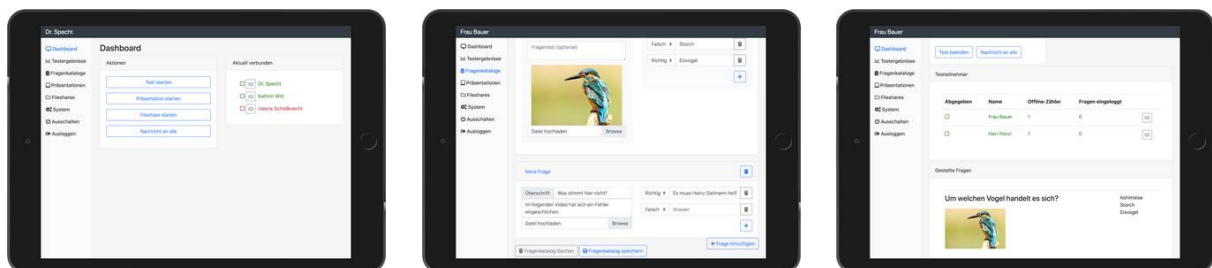 Dr. Specht
Dashboard
Testergebnisse
Fragenkataloge
Präsentationen
Fileshares
System
Ausschalten
Ausloggen
Dashboard
Aktionen
Test starten
Präsentation starten
Fileshare starten
Nachricht an alle
Aktuell verbunden
Dr. Specht
Kathrin Witt
Valerie Schildknecht
Frau Bauer
Dashboard
Testergebnisse
Fragenkataloge
Präsentationen
Fileshares
System
Ausschalten
Ausloggen
Fragentext (optional)
Datei hochladen Browse
Falsch Storch
Richtig Eisvogel
Neue Frage
Überschrift Was stimmt hier nicht?
Im folgenden Video hat sich ein Fehler
eingeschlichen.
Datei hochladen Browse
Richtig Es muss Heinz Sielmann heiß
Falsch Antwort
+ Frage hinzufügen
Fragenkatalog löschen Fragenkatalog speichern
Frau Bauer
Dashboard
Testergebnisse
Fragenkataloge
Präsentationen
Fileshares
System
Ausschalten
Ausloggen
Test beenden Nachricht an alle
Testteilnehmer
Abgegeben Name Offline-Zähler Fragen eingeloggt
Frau Bauer 1 0
1 0
Gestellte Fragen
Um welchen Vogel handelt es sich?
Kohlmeise
Storch
Eisvogel